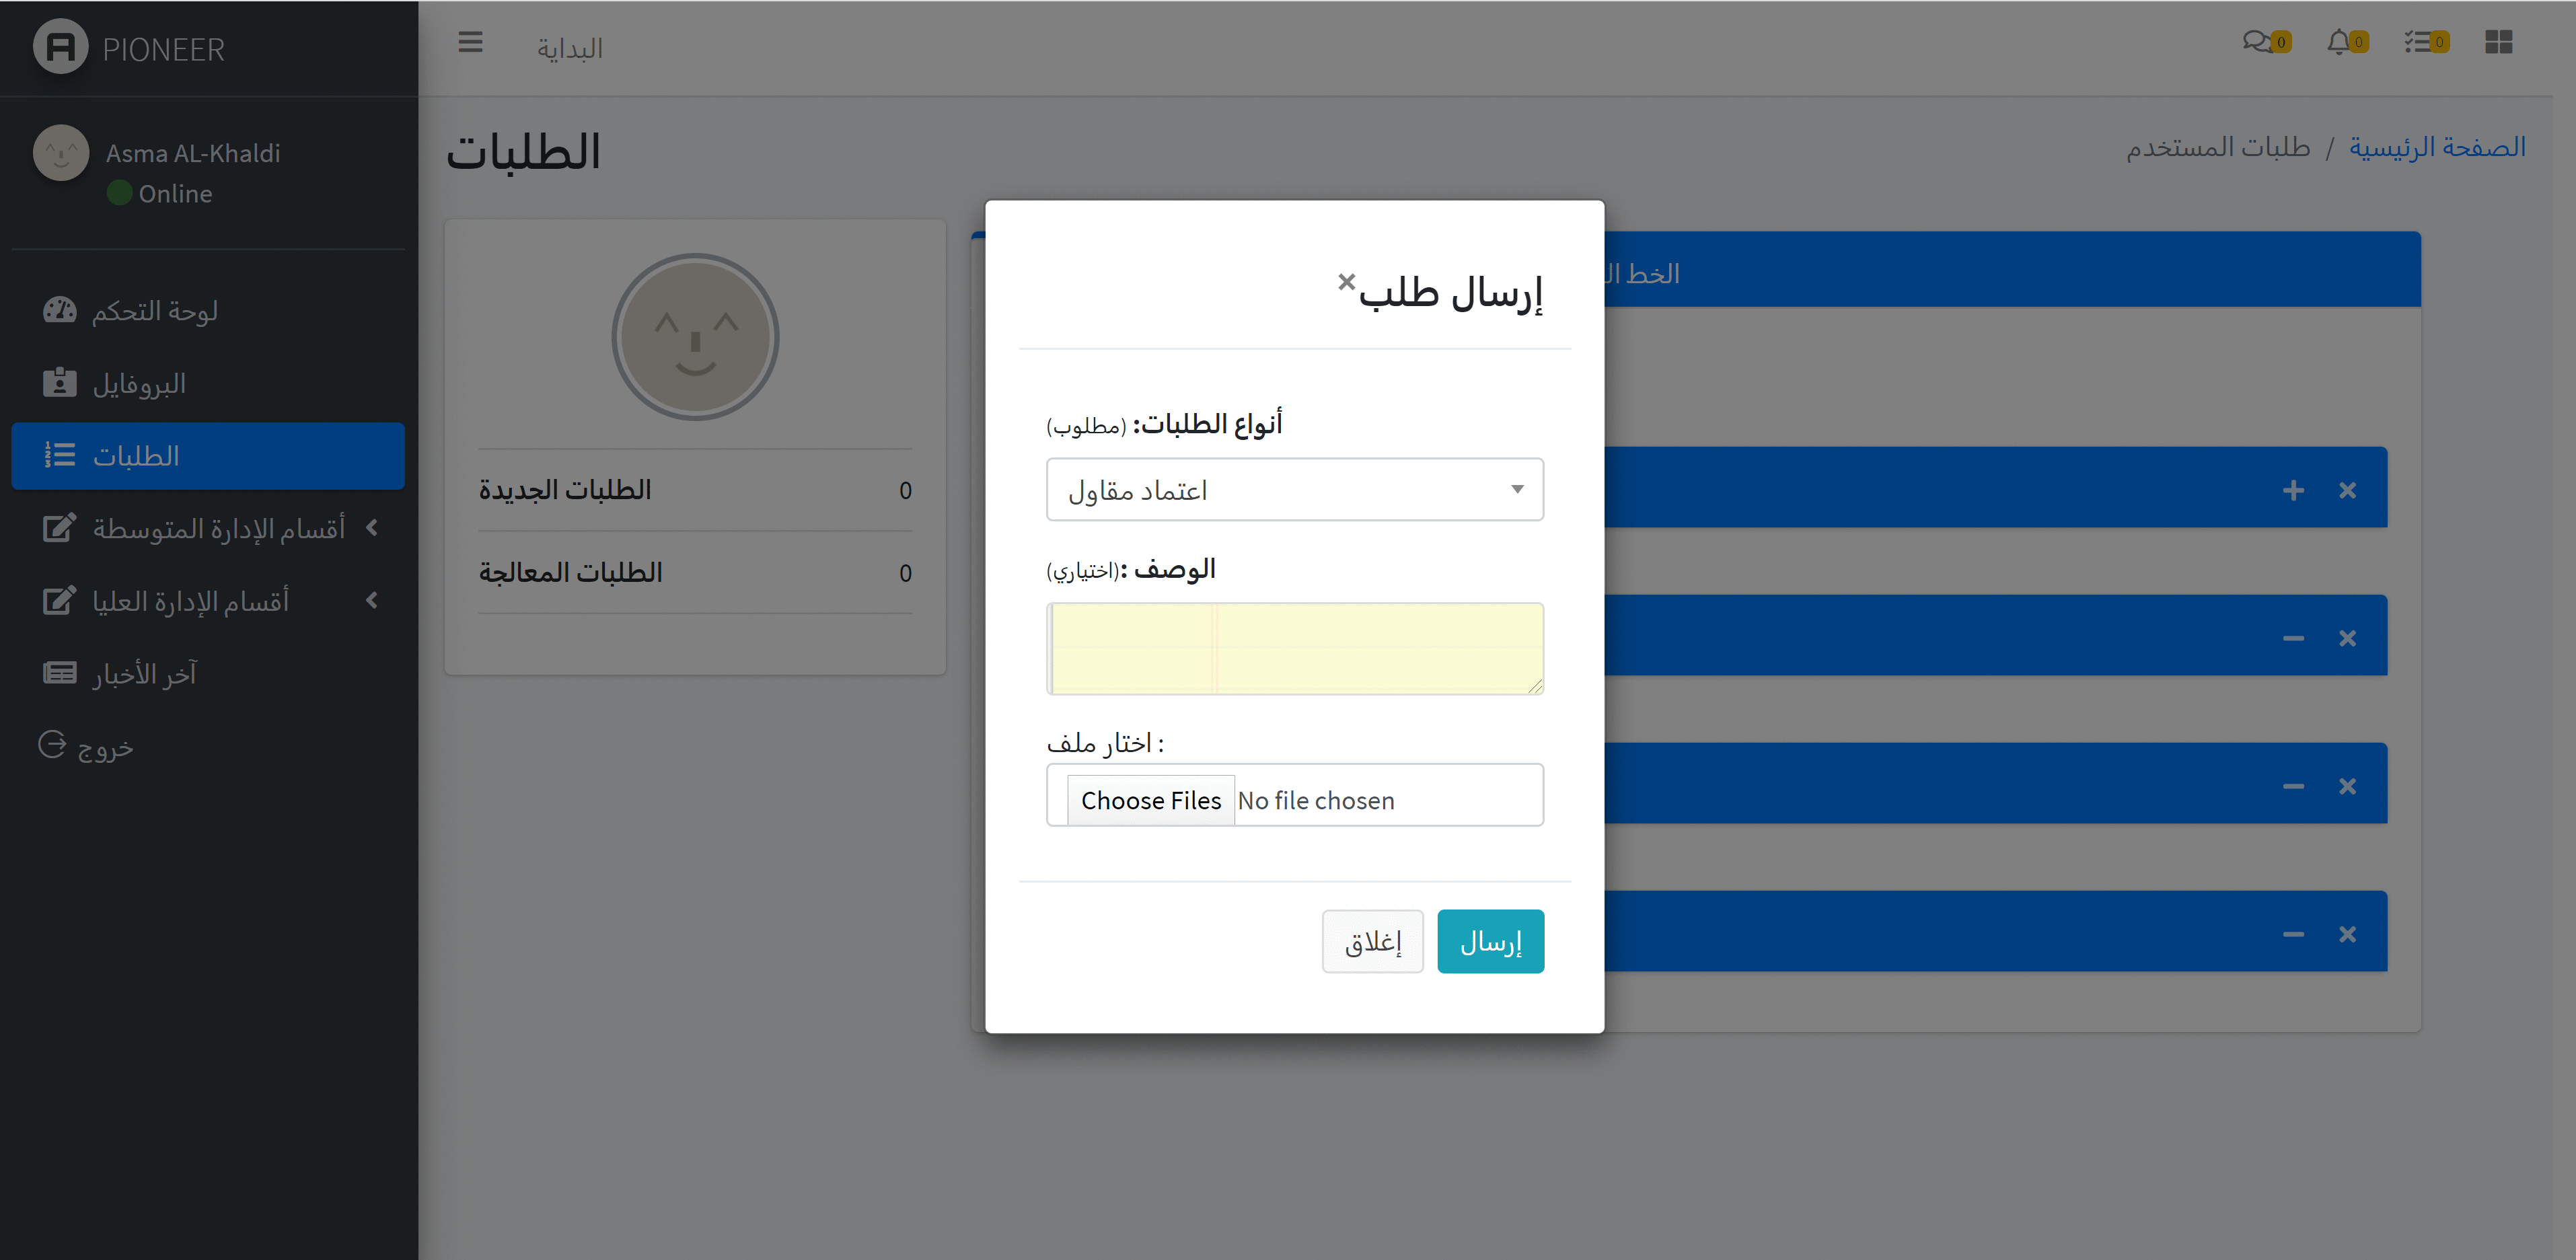 PIONEER
Asma AL-Khaldi
Online
لوحة التحكم
البروفايل
الطلبات
أقسام الإدارة المتوسطة
أقسام الإدارة العليا
آخر الأخبار
خروج
البداية
0
0
0
الطلبات
الصفحة الرئيسية / طلبات المستخدم
الطلبات الجديدة 0
الطلبات المعالجة 0
الخط
إرسال طلب ×
أنواع الطلبات: (مطلوب)
اعتماد مقاول
الوصف :(اختياري)
اختار ملف :
Choose Files No file chosen
إرسال
إغلاق